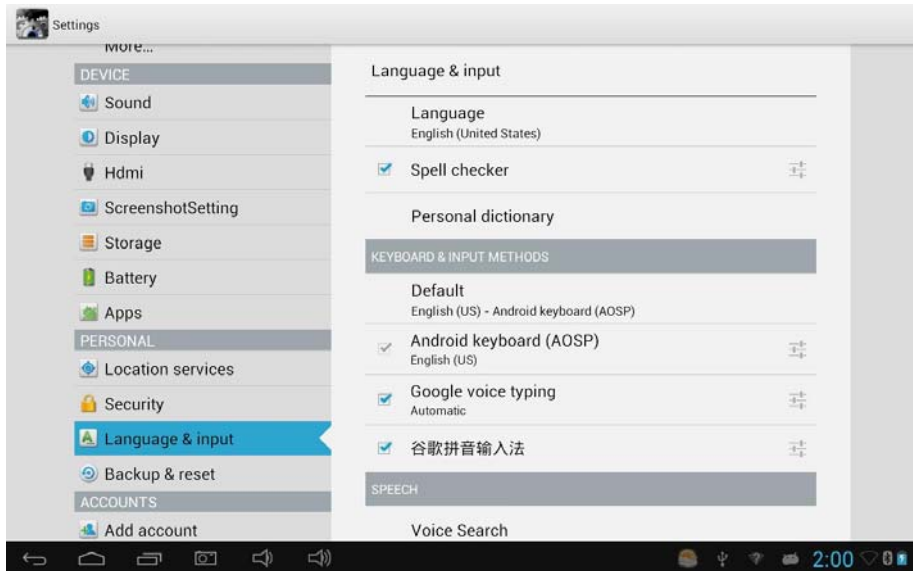 Settings
More...
DEVICE
Sound
Display
Hdmi
ScreenshotSetting
Storage
Battery
Apps
PERSONAL
Location services
Security
Language & input
Backup & reset
ACCOUNTS
Add account
Language & input
Language
English (United States)
Spell checker
Personal dictionary
KEYBOARD & INPUT METHODS
Default
English (US) - Android keyboard (AOSP)
Android keyboard (AOSP)
English (US)
Google voice typing
Automatic
谷歌拼音输入法
SPEECH
Voice Search
2:00